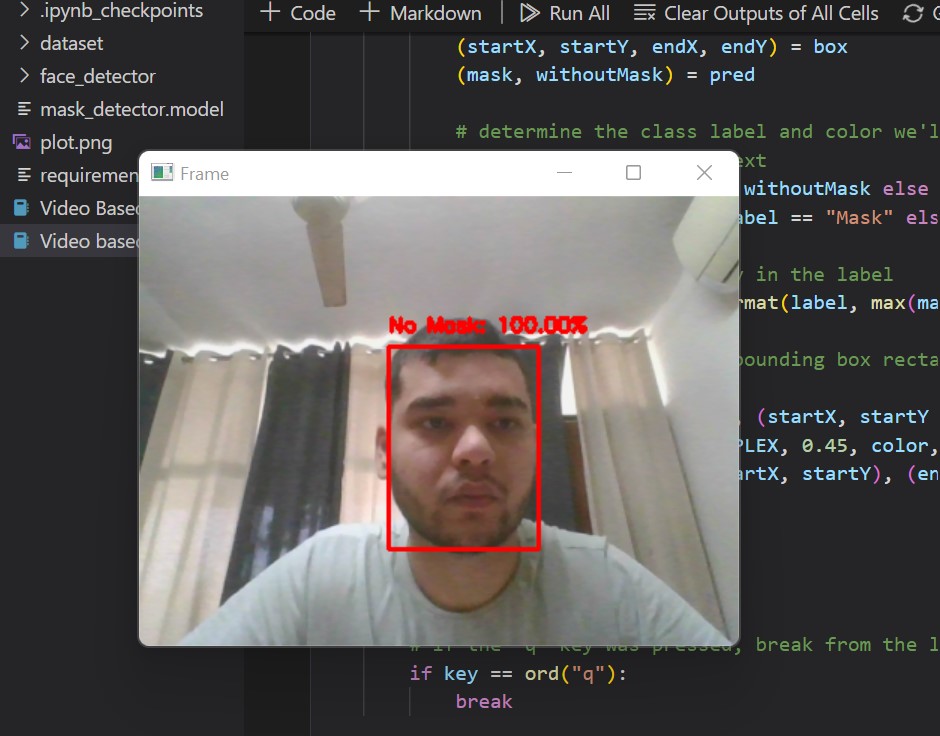 .ipynb_checkpoints
dataset
face_detector
mask_detector.model
plot.png
requiremen
Video Based
Video based
+ Code + Markdown Run All Clear Outputs of All Cells
(startX, startY, endX, endY) = box
(mask, withoutMask) = pred
# determine the class label and color we'll
ext
withoutMask else
abel == "Mask" els
y in the label
rmat(label, max(ma
bounding box recta
, (startX, startY
PLEX, 0.45, color,
artX, startY), (en
Frame
No Mask: 100.00%
# if the `q` key was pressed, break from the l
if key == ord("q"):
break